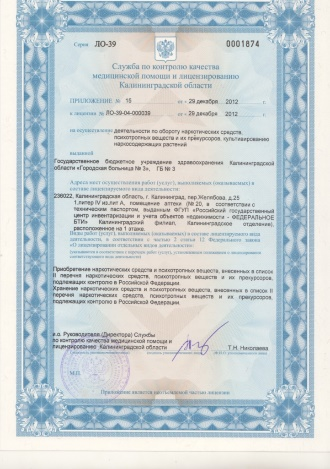 Серия ЛО-39 0001874
Служба по контролю качества
медицинской помощи и лицензированию
Калининградской области
ПРИЛОЖЕНИЕ № 15 от «29 декабря 2012 г
к лицензии № ЛО-39-04-000039 от «29 декабря 2012 г
на осуществление деятельности по обороту наркотических средств,
психотропных веществ и их прекурсоров, культивированию
наркосодержащих растений
выданной
Государственное бюджетное учреждение здравоохранения Калининградской
области «Городская больница № 3», ГБ № 3
Адреса мест осуществления работ (услуг), выполняемых (оказываемых) в
составе лицензируемого вида деятельности
236022, Калининградская область, г. Калининград, пер.Желябова, д.25
1.литер IV из.лит А, помещение аптеки (№ 20, в соответствии с
техническим паспортом, выданным ФГУП «Российский государственный
центр инвентаризации и учета объектов недвижимости - ФЕДЕРАЛЬНОЕ
БТИ» Калининградский филиал, Калининградское отделение),
расположенное на 1 этаже.
Виды работ (услуг), выполняемых (оказываемых) в составе лицензируемого вида
деятельности, в соответствии с частью 2 статьи 12 Федерального закона
«О лицензировании отдельных видов деятельности»:
Приобретение наркотических средств и психотропных веществ, внесенных в список
II перечня наркотических средств, психотропных веществ и их прекурсоров,
подлежащих контролю в Российской Федерации.
Хранение наркотических средств и психотропных веществ, внесенных в список II
перечня наркотических средств, психотропных веществ и их прекурсоров,
подлежащих контролю в Российской Федерации.
и.о. Руководителя (Директора) Службы
по контролю качества медицинской помощи и
лицензированию Калининградской области Т.Н.Николаева
М.П.
Приложение является неотъемлемой частью лицензии